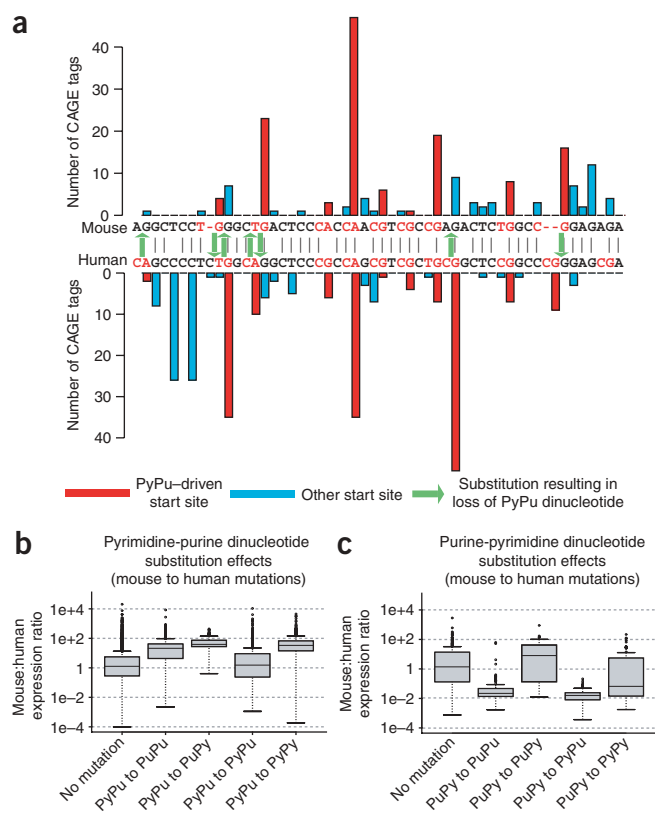 a
Number of CAGE tags
40
30
20
10
0
Mouse AGGCTCCT-GGGCTGACTCCCACCAACGTCGCCGAGACTCTGGCC--GGAGAGA
Human CAGCCCCTCTGGCAGGCTCCCGCCAGCGTCGCTGCGGCTCCGGCCCGGGAGCGA
0
10
20
30
40
Number of CAGE tags
PyPu–driven
start site
Other start site
Substitution resulting in
loss of PyPu dinucleotide
b
Pyrimidine-purine dinucleotide
substitution effects
(mouse to human mutations)
Mouse:human
expression ratio
1e+4
1e+2
1
1e–2
1e–4
No mutation
PyPu to PuPu
PyPu to PuPy
PyPu to PyPu
PyPu to PyPy
c
Purine-pyrimidine dinucleotide
substitution effects
(mouse to human mutations)
Mouse:human
expression ratio
1e+4
1e+2
1
1e–2
1e–4
No mutation
PuPy to PuPu
PuPy to PuPy
PuPy to PyPu
PuPy to PyPy